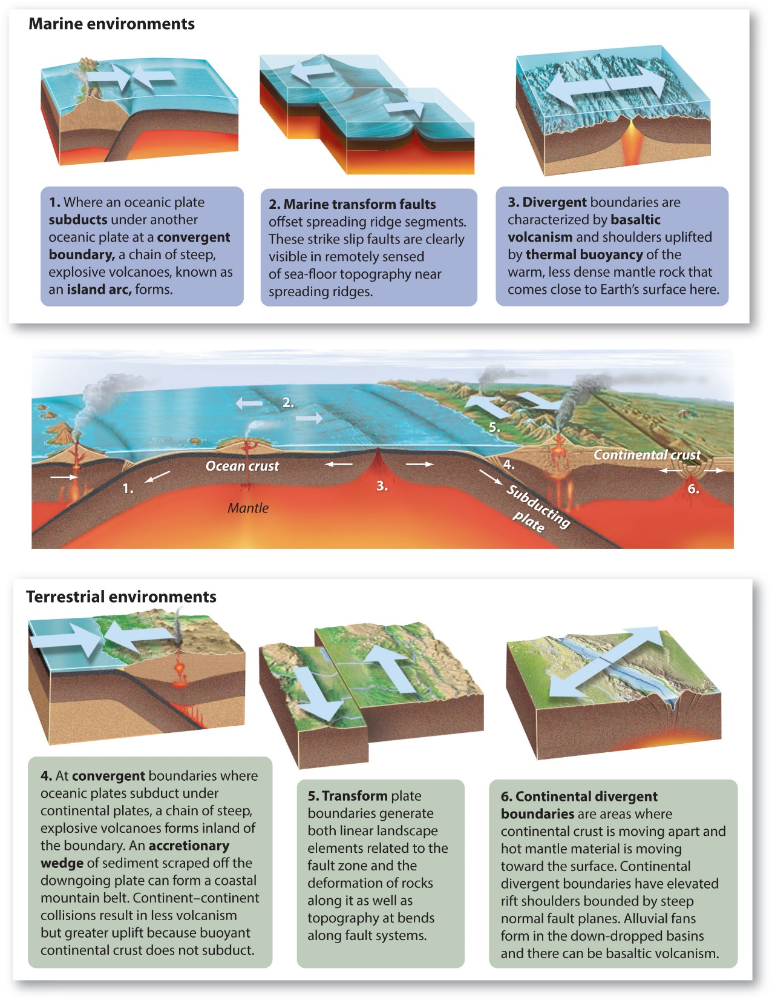 Marine environments
1. Where an oceanic plate
subducts under another
oceanic plate at a convergent
boundary, a chain of steep,
explosive volcanoes, known as
an island arc, forms.
2. Marine transform faults
offset spreading ridge segments.
These strike slip faults are clearly
visible in remotely sensed
of sea-floor topography near
spreading ridges.
3. Divergent boundaries are
characterized by basaltic
volcanism and shoulders uplifted
by thermal buoyancy of the
warm, less dense mantle rock that
comes close to Earth's surface here.
2.
5.
Continental crust
Ocean crust
4.
1.
3.
6.
Mantle
Subducting
plate
Terrestrial environments
4. At convergent boundaries where
oceanic plates subduct under
continental plates, a chain of steep,
explosive volcanoes forms inland of
the boundary. An accretionary
wedge of sediment scraped off the
downgoing plate can form a coastal
mountain belt. Continent–continent
collisions result in less volcanism
but greater uplift because buoyant
continental crust does not subduct.
5. Transform plate
boundaries generate
both linear landscape
elements related to the
fault zone and the
deformation of rocks
along it as well as
topography at bends
along fault systems.
6. Continental divergent
boundaries are areas where
continental crust is moving apart and
hot mantle material is moving
toward the surface. Continental
divergent boundaries have elevated
rift shoulders bounded by steep
normal fault planes. Alluvial fans
form in the down-dropped basins
and there can be basaltic volcanism.